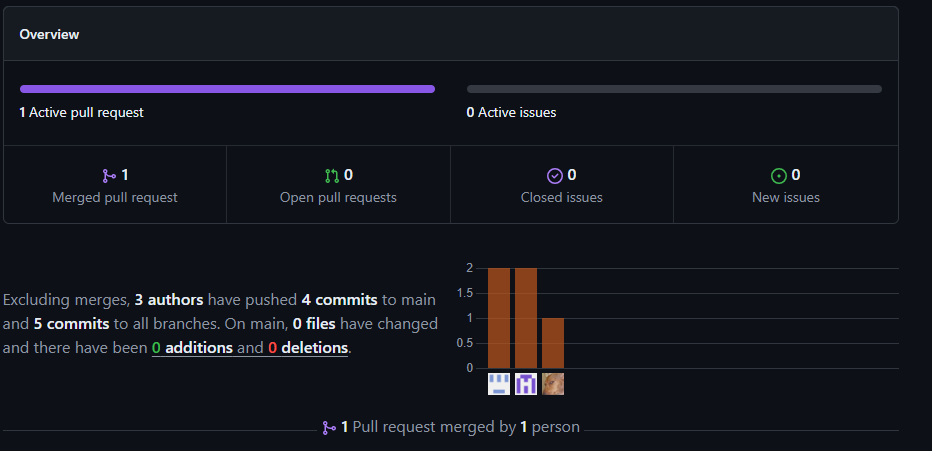 Overview
1 Active pull request
0 Active issues
1
Merged pull request
0
Open pull requests
0
Closed issues
0
New issues
Excluding merges, 3 authors have pushed 4 commits to main
and 5 commits to all branches. On main, 0 files have changed
and there have been 0 additions and 0 deletions.
2
1.5
1
0.5
0
1 Pull request merged by 1 person